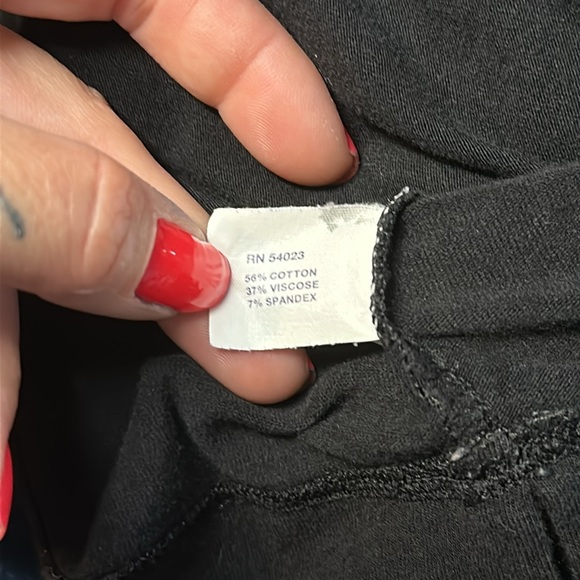 RN 54023
56% COTTON
37% VISCOSE
7% SPANDEX